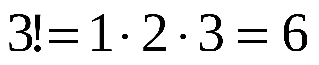 3!= 1 · 2 · 3 = 6